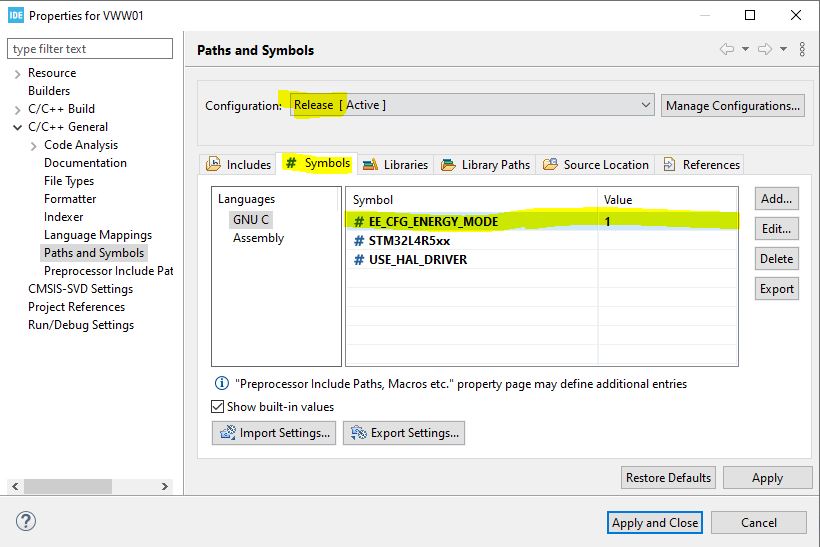 IDE Properties for VWW01
type filter text
Resource
Builders
C/C++ Build
C/C++ General
Code Analysis
Documentation
File Types
Formatter
Indexer
Language Mappings
Paths and Symbols
Preprocessor Include Pat
CMSIS-SVD Settings
Project References
Run/Debug Settings
Paths and Symbols
Configuration: Release [ Active ] Manage Configurations...
Includes # Symbols Libraries Library Paths Source Location References
Languages
GNU C
Assembly
Symbol Value
# EE_CFG_ENERGY_MODE 1
# STM32L4R5xx
# USE_HAL_DRIVER
Add...
Edit...
Delete
Export
"Preprocessor Include Paths, Macros etc." property page may define additional entries
Show built-in values
Import Settings... Export Settings...
Restore Defaults Apply
? Apply and Close Cancel